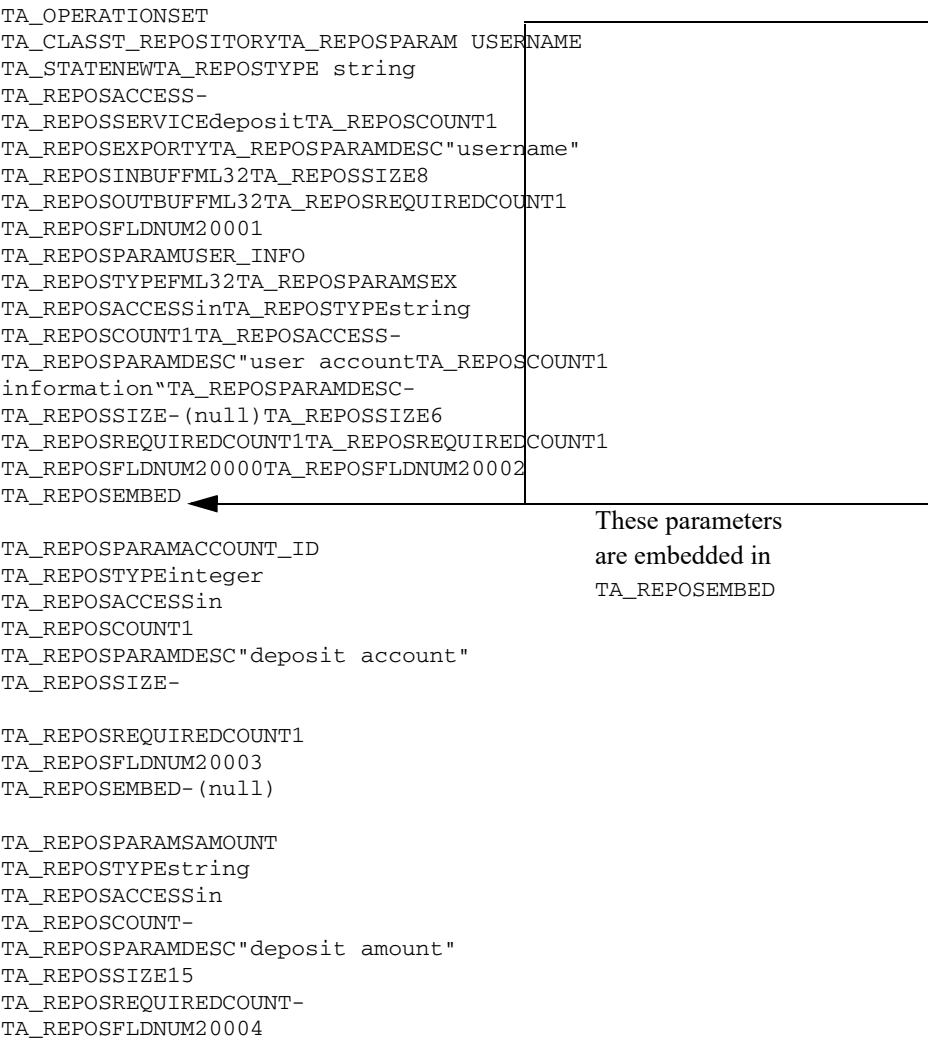 TA_OPERATIONSET
TA_CLASST_REPOSITORYTA_REPOSPARAM USERNAME
TA_STATENEWTA_REPOSTYPE string
TA_REPOSACCESS-
TA_REPOSSERVICEdepositTA_REPOSCOUNT1
TA_REPOSEXPORTYTA_REPOSPARAMDESC"username"
TA_REPOSINBUFFML32TA_REPOSSIZE8
TA_REPOSOUTBUFFML32TA_REPOSREQUIREDCOUNT1
TA_REPOSFLDNUM20001
TA_REPOSPARAMUSER_INFO
TA_REPOSTYPEFML32TA_REPOSPARAMSEX
TA_REPOSACCESSinTA_REPOSTYPEstring
TA_REPOSCOUNT1TA_REPOSACCESS-
TA_REPOSPARAMDESC"user accountTA_REPOSCOUNT1
information“TA_REPOSPARAMDESC-
TA_REPOSSIZE-(null)TA_REPOSSIZE6
TA_REPOSREQUIREDCOUNT1TA_REPOSREQUIREDCOUNT1
TA_REPOSFLDNUM20000TA_REPOSFLDNUM20002
TA_REPOSEMBED
These parameters
are embedded in
TA_REPOSEMBED
TA_REPOSPARAMACCOUNT_ID
TA_REPOSTYPEinteger
TA_REPOSACCESSin
TA_REPOSCOUNT1
TA_REPOSPARAMDESC"deposit account"
TA_REPOSSIZE-
TA_REPOSREQUIREDCOUNT1
TA_REPOSFLDNUM20003
TA_REPOSEMBED-(null)
TA_REPOSPARAMSAMOUNT
TA_REPOSTYPEstring
TA_REPOSACCESSin
TA_REPOSCOUNT-
TA_REPOSPARAMDESC"deposit amount"
TA_REPOSSIZE15
TA_REPOSREQUIREDCOUNT-
TA_REPOSFLDNUM20004